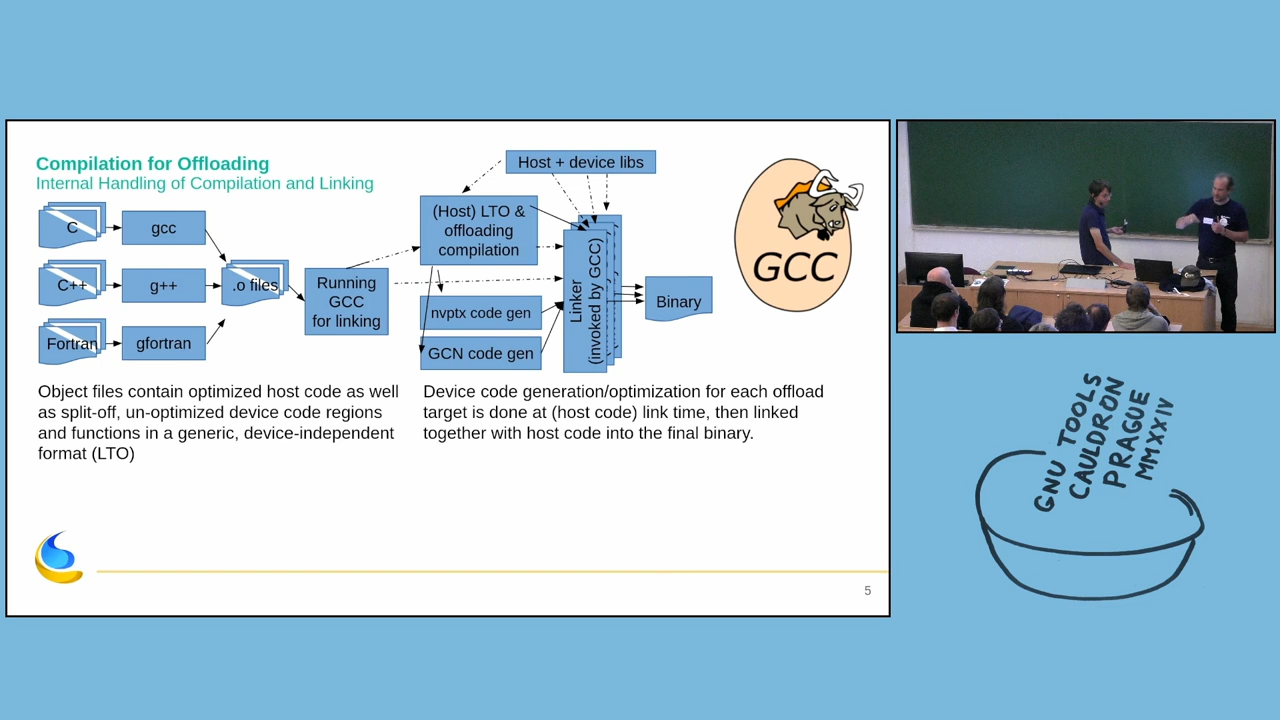 Compilation for Offloading
Internal Handling of Compilation and Linking
C
gcc
C++
g++
Fortran
gfortran
.o files
Running
GCC
for linking
Host + device libs
(Host) LTO &
offloading
compilation
nvptx code gen
GCN code gen
Linker
(invoked by GCC)
Binary
GCC
Object files contain optimized host code as well
as split-off, un-optimized device code regions
and functions in a generic, device-independent
format (LTO)
Device code generation/optimization for each offload
target is done at (host code) link time, then linked
together with host code into the final binary.
5
GNU TOOLS
CAULDRON
PRAGUE
MMXXIV